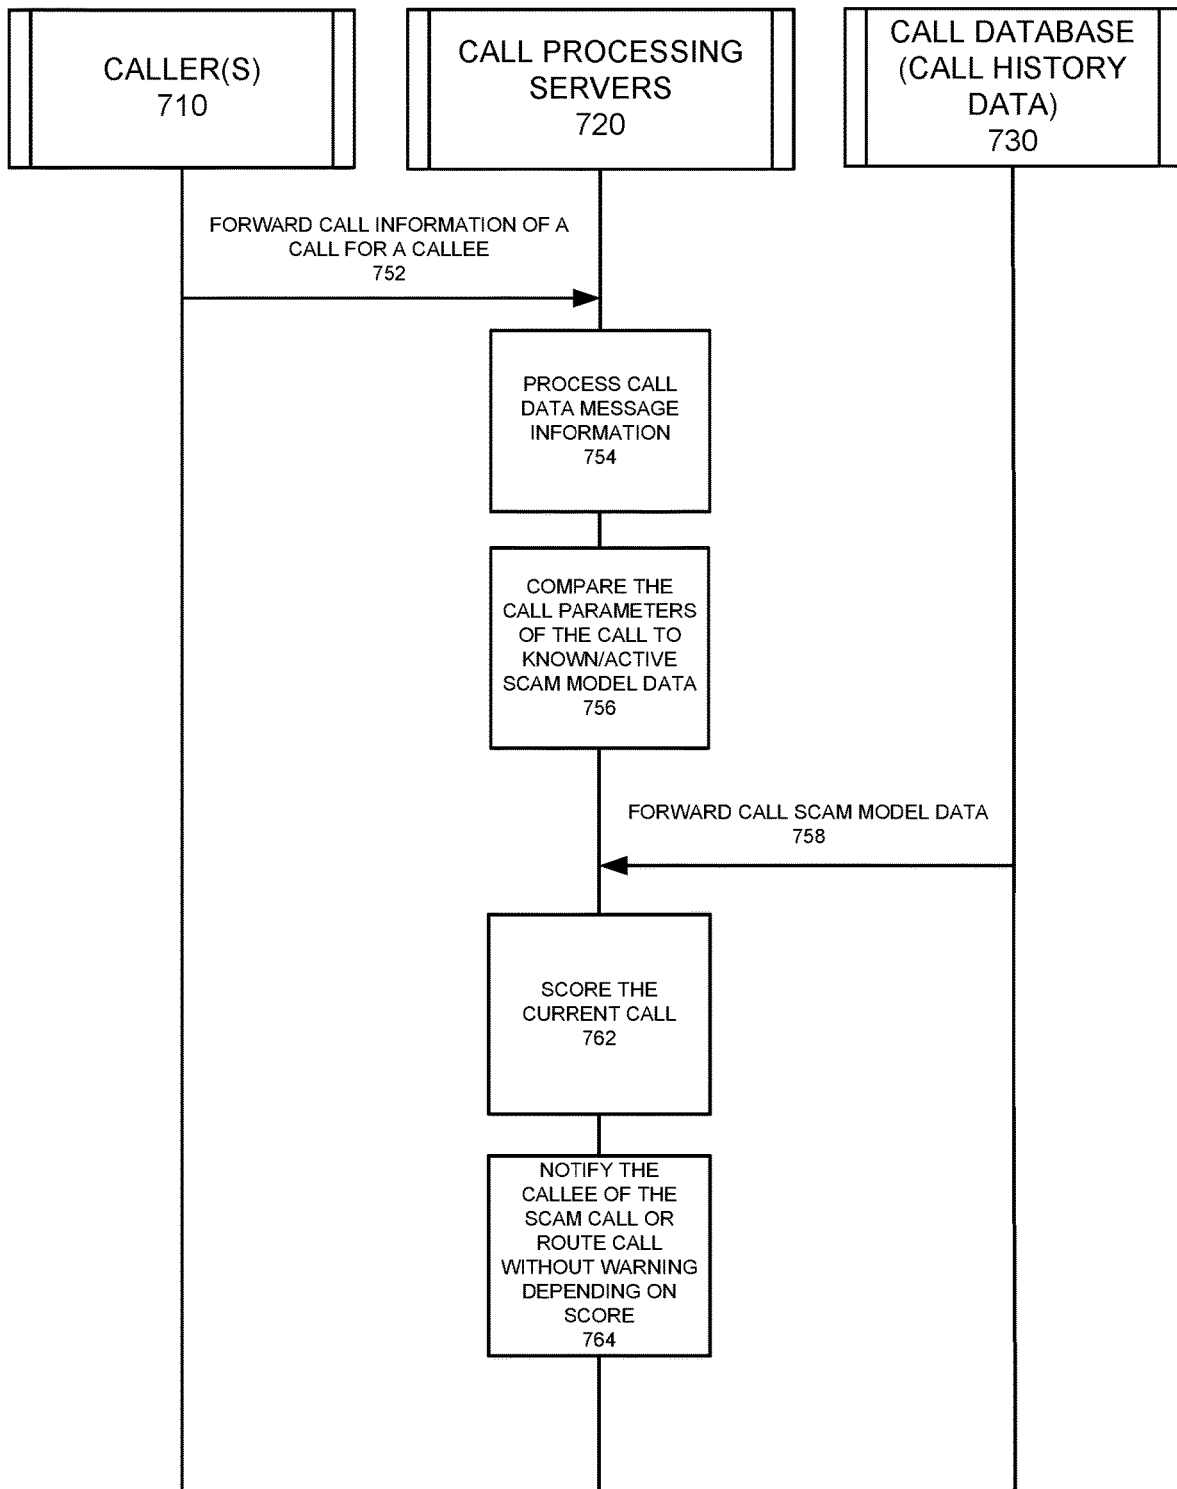 CALLER(S)
710
CALL PROCESSING
SERVERS
720
CALL DATABASE
(CALL HISTORY
DATA)
730
FORWARD CALL INFORMATION OF A
CALL FOR A CALLEE
752
PROCESS CALL
DATA MESSAGE
INFORMATION
754
COMPARE THE
CALL PARAMETERS
OF THE CALL TO
KNOWN/ACTIVE
SCAM MODEL DATA
756
FORWARD CALL SCAM MODEL DATA
758
SCORE THE
CURRENT CALL
762
NOTIFY THE
CALLEE OF THE
SCAM CALL OR
ROUTE CALL
WITHOUT WARNING
DEPENDING ON
SCORE
764